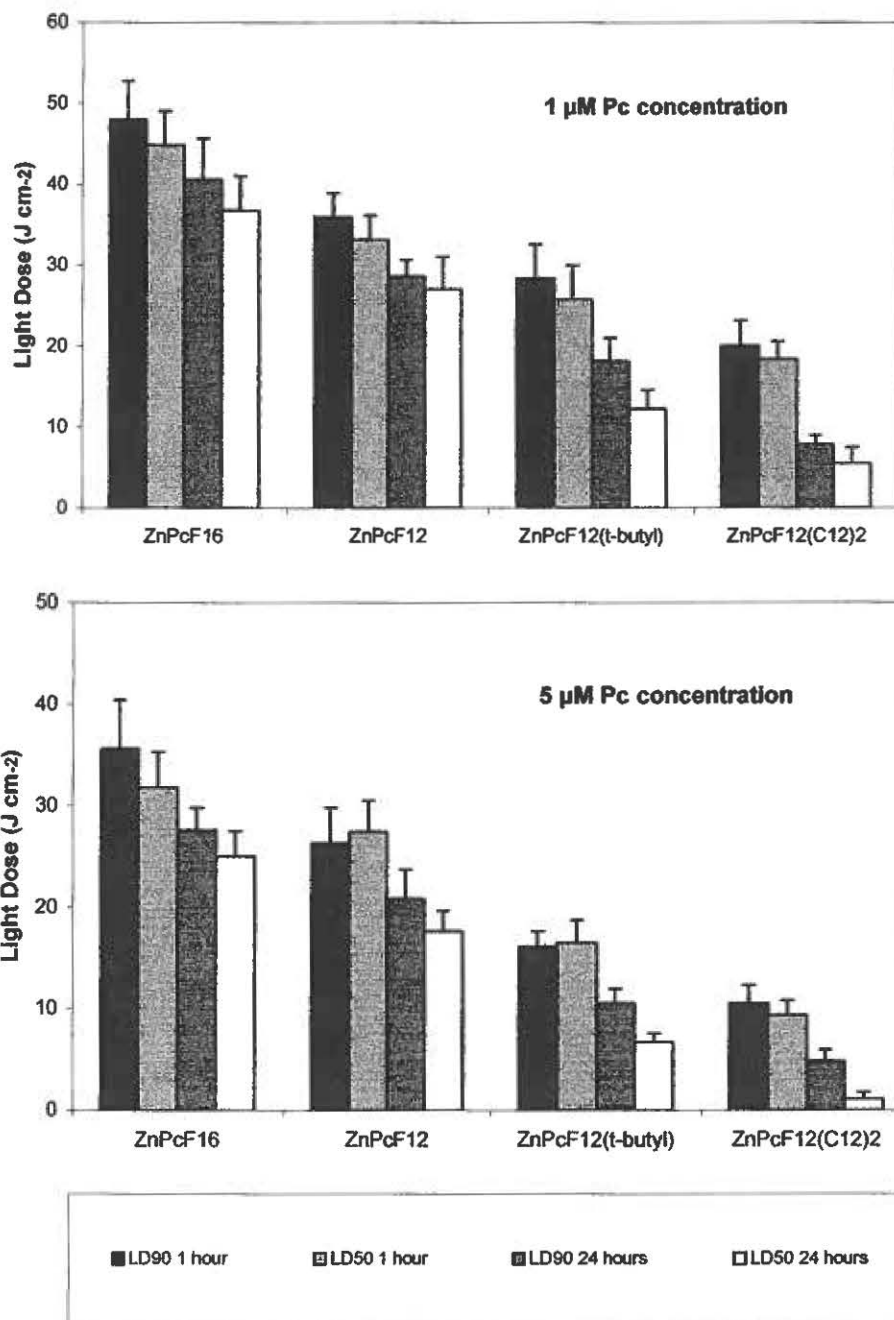 60
50
40
30
20
10
0
Light Dose (J cm-2)
1 µM Pc concentration
ZnPcF16 ZnPcF12 ZnPcF12(t-butyl) ZnPcF12(C12)2
50
40
30
20
10
0
Light Dose (J cm-2)
5 µM Pc concentration
ZnPcF16 ZnPcF12 ZnPcF12(t-butyl) ZnPcF12(C12)2
LD90 1 hour LD50 1 hour LD90 24 hours LD50 24 hours